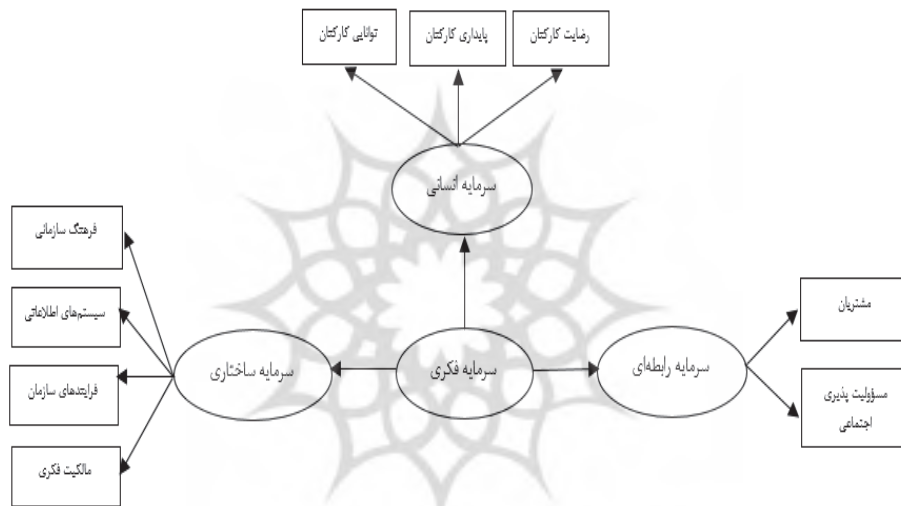 رضایت کارکنان
پایداری کارکنان
توانایی کارکنان
سرمایه انسانی
فرهنگ سازمانی
سیستم‌های اطلاعاتی
فرایندهای سازمان
مالکیت فکری
سرمایه ساختاری
سرمایه فکری
سرمایه رابطه‌ای
مشتریان
مسؤولیت پذیری
اجتماعی